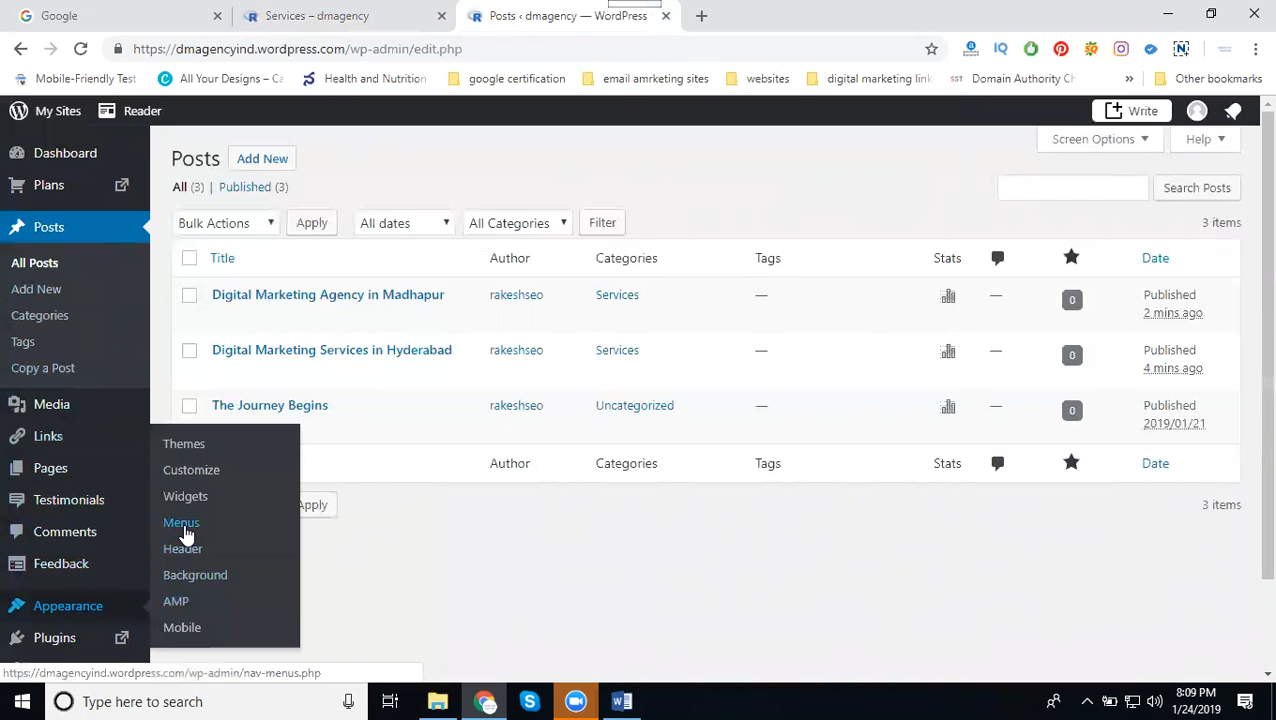 Google
Services – dmagency
Posts ‹ dmagency — WordPress
https://dmagencyind.wordpress.com/wp-admin/edit.php
Mobile-Friendly Test
All Your Designs – Ca
Health and Nutrition
google certification
email amrketing sites
websites
digital marketing link
SST Domain Authority Ch
Other bookmarks
My Sites
Reader
Write
Dashboard
Plans
Posts
All Posts
Add New
Categories
Tags
Copy a Post
Media
Links
Pages
Testimonials
Comments
Feedback
Appearance
Plugins
Themes
Customize
Widgets
Menus
Header
Background
AMP
Mobile
Screen Options
Help
Posts Add New
All (3) | Published (3)
Search Posts
Bulk Actions Apply All dates All Categories Filter 3 items
Title Author Categories Tags Stats Date
Digital Marketing Agency in Madhapur rakeshseo Services — — 0 Published
2 mins ago
Digital Marketing Services in Hyderabad rakeshseo Services — — 0 Published
4 mins ago
The Journey Begins rakeshseo Uncategorized — — 0 Published
2019/01/21
Author Categories Tags Stats Date
Apply 3 items
https://dmagencyind.wordpress.com/wp-admin/nav-menus.php
Type here to search
8:09 PM
1/24/2019